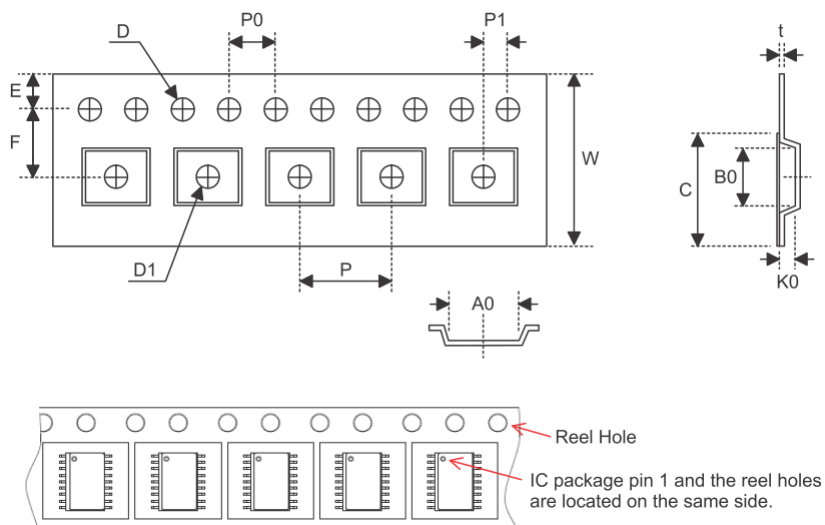 D
P0
P1
t
E
F
W
C
B0
D1
P
A0
K0
Reel Hole
IC package pin 1 and the reel holes
are located on the same side.